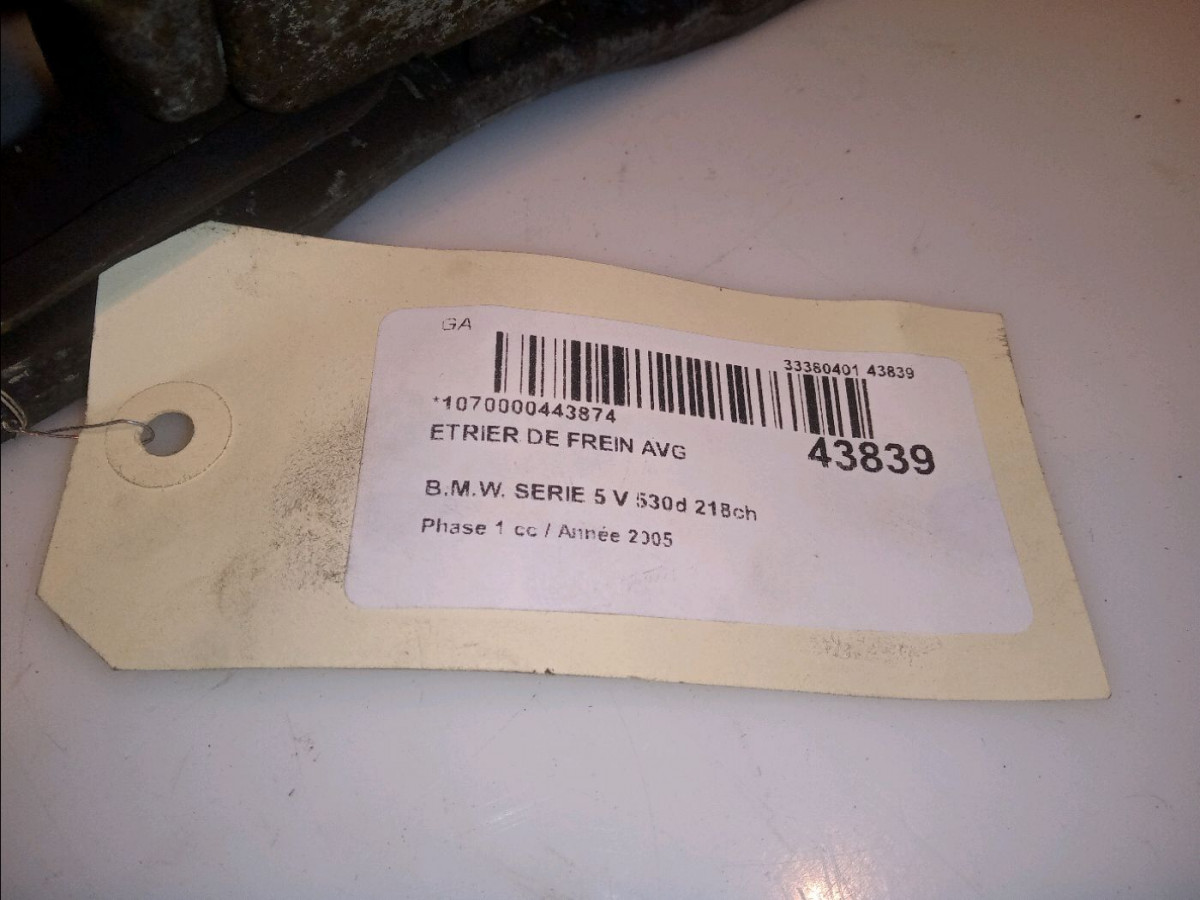 GA
33380401 43839
*1070000443874
43839
ETRIER DE FREIN AVG
B.M.W. SERIE 5 V 530d 218ch
Phase 1 cc / Année 2005